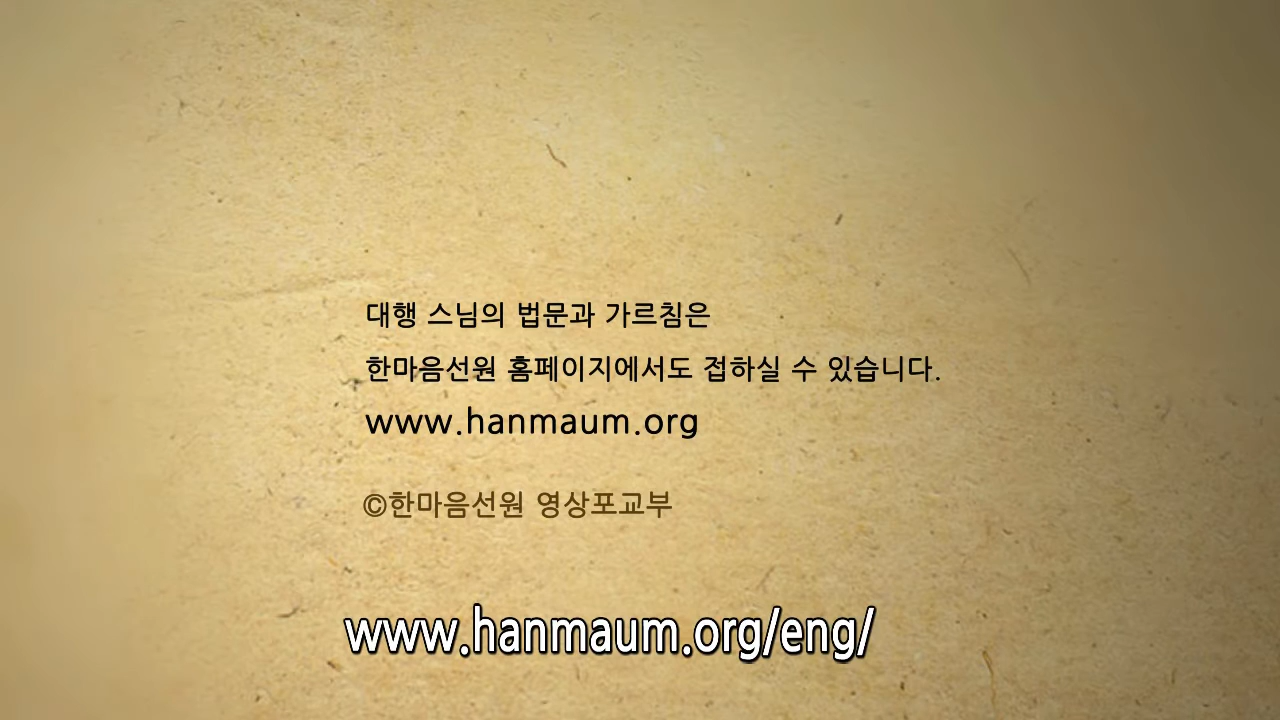 대행 스님의 법문과 가르침은
한마음선원 홈페이지에서도 접하실 수 있습니다.
www.hanmaum.org
©한마음선원 영상포교부
www.hanmaum.org/eng/